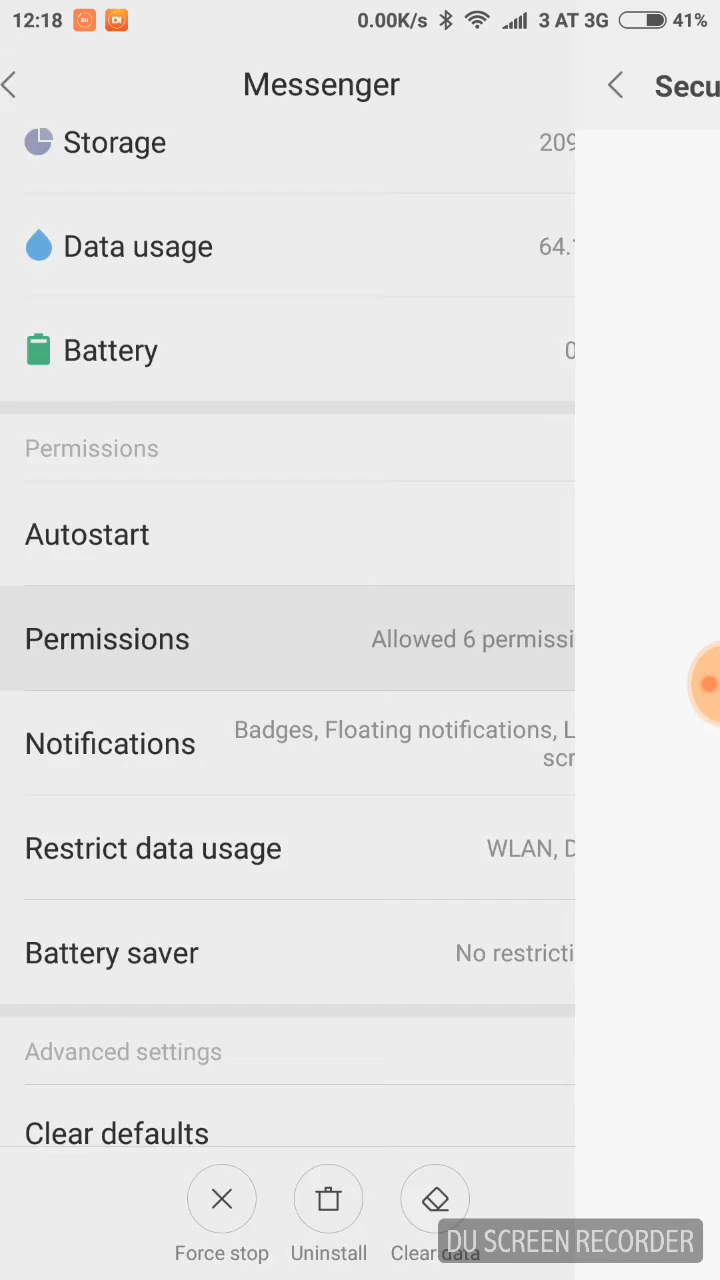 12:18 0.00K/s 3 AT 3G 41%
Messenger
Secu
Storage 209
Data usage 64.
Battery 0
Permissions
Autostart
Permissions Allowed 6 permissi
Notifications Badges, Floating notifications, L
scr
Restrict data usage WLAN, D
Battery saver No restricti
Advanced settings
Clear defaults
Force stop Uninstall Clear data
DU SCREEN RECORDER